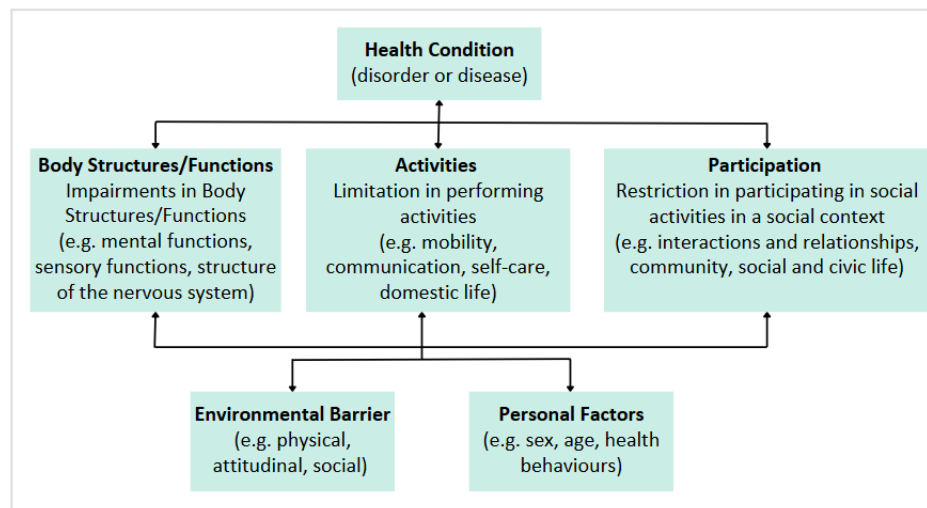 Health Condition
(disorder or disease)
Body Structures/Functions
Impairments in Body
Structures/Functions
(e.g. mental functions,
sensory functions, structure
of the nervous system)
Activities
Limitation in performing
activities
(e.g. mobility,
communication, self-care,
domestic life)
Participation
Restriction in participating in social
activities in a social context
(e.g. interactions and relationships,
community, social and civic life)
Environmental Barrier
(e.g. physical,
attitudinal, social)
Personal Factors
(e.g. sex, age, health
behaviours)